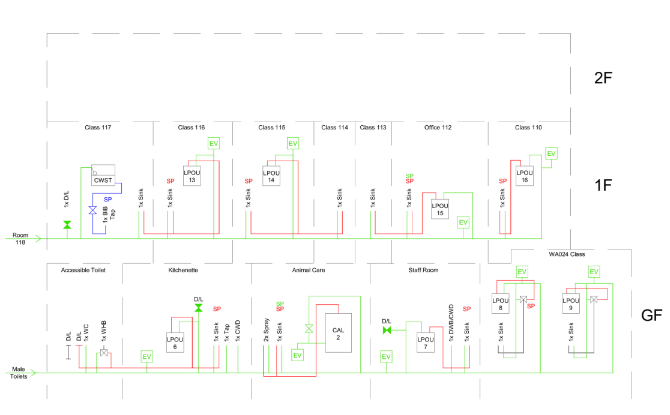 2F
Class 117
Class 116
Class 115
Class 114
Class 113
Office 112
Class 110
EV
EV
EV
CWST
LPOU
13
LPOU
14
LPOU
16
SP
SP
SP
SP
SP
SP
1x D/L
1x BIB
Tap
1x Sink
1x Sink
1x Sink
1x Sink
1x Sink
1x Sink
1x Sink
LPOU
15
EV
1F
Room
116
WA024 Class
Accessible Toilet
Kitchenette
Animal Care
Staff Room
EV
EV
EV
D/L
SP
SP
SP
SP
SP
LPOU
8
LPOU
9
GF
D/L
D/L
1x WC
1x WHB
EV
LPOU
6
1x Sink
1x Tap
1x CWD
2x Spray
1x Sink
EV
CAL
2
D/L
EV
LPOU
7
1x DWB/CWD
1x Sink
Male
Toilets